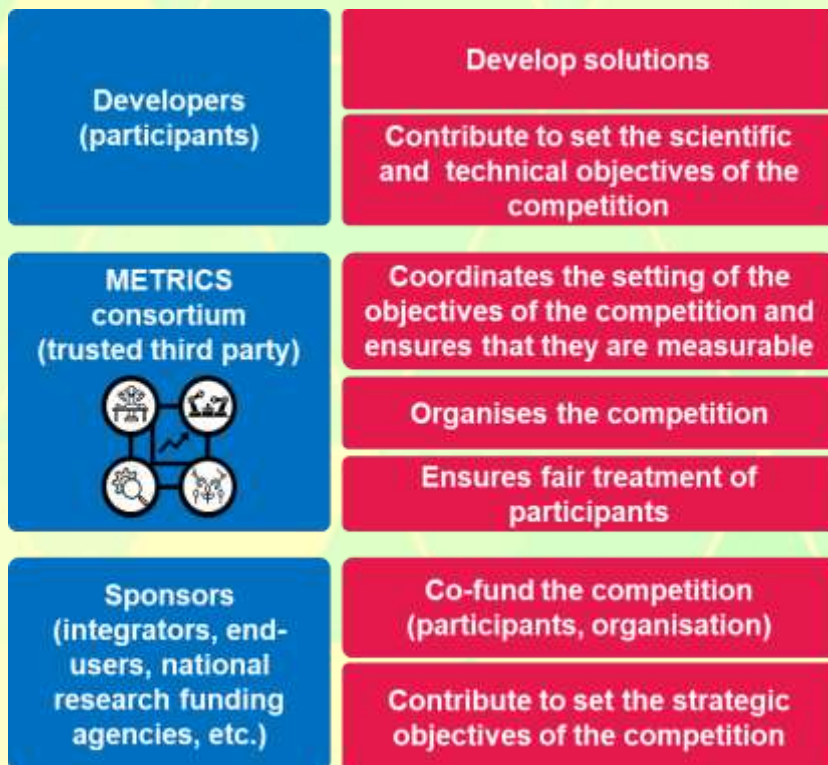 Developers
(participants)
Develop solutions
Contribute to set the scientific
and technical objectives of the
competition
METRICS
consortium
(trusted third party)
Coordinates the setting of the
objectives of the competition and
ensures that they are measurable
Organises the competition
Ensures fair treatment of
participants
Sponsors
(integrators, end-
users, national
research funding
agencies, etc.)
Co-fund the competition
(participants, organisation)
Contribute to set the strategic
objectives of the competition